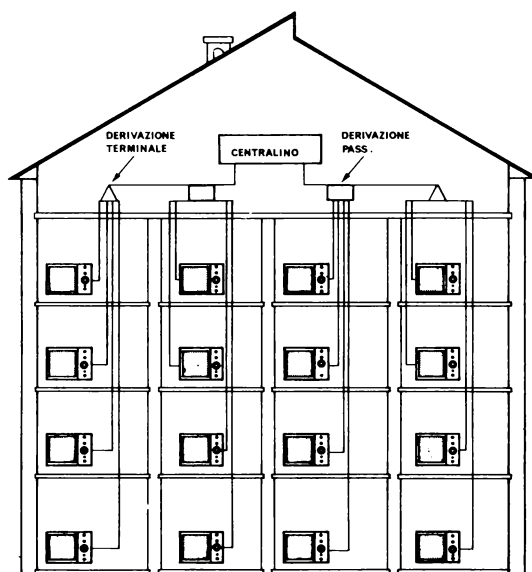 DERIVAZIONE
TERMINALE
CENTRALINO
DERIVAZIONE
PASS.